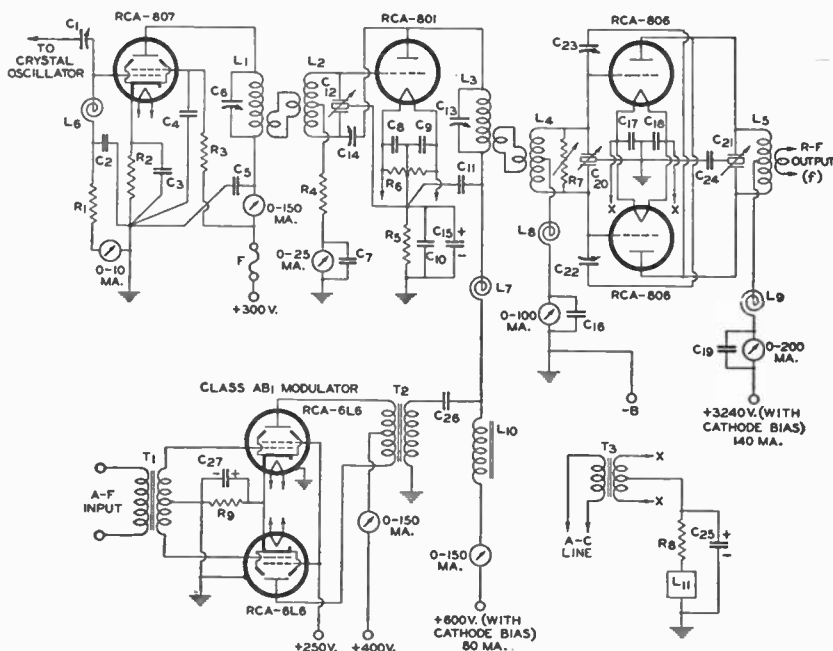 RCA-807
RCA-801
RCA-806
C1
TO
CRYSTAL
OSCILLATOR
L1
L2
C23
C6
C12
L3
L6
C4
C13
L4
C17
C18
C21
L5
R-F
OUTPUT
(f)
C2
R2
R3
C14
C8
C9
R7
C20
C24
C3
C5
R4
R6
C11
X
X
R1
0-150
MA.
L8
0-10
MA.
F
0-25
MA.
C7
R5
C15
C10
C22
RCA-806
+300V.
L7
0-100
MA.
C16
L9
C19
0-200
MA.
CLASS AB1 MODULATOR
RCA-6L6
T2
C26
-B
+3240V.(WITH
CATHODE BIAS)
140 MA.
T1
C27
L10
T3
X
A-F
INPUT
R9
X
0-150
MA.
A-C
LINE
R8
C25
0-150
MA.
L11
RCA-6L6
+250V.
+400V.
+600V.(WITH
CATHODE BIAS)
80 MA.